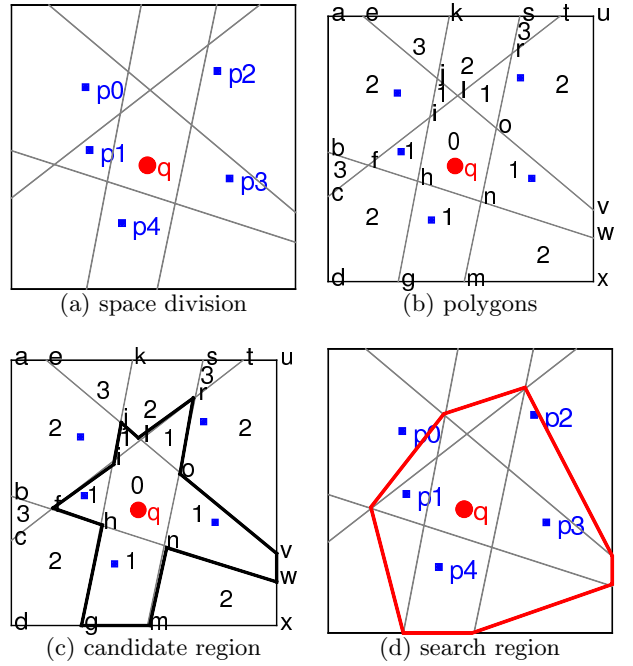 p0
p2
p1
q
p3
p4
(a) space division
a e k s t u
3
3
r
j 2
2 l 1 2
i
o
b 0
1
f
3 1
h q
c
n
v
2 1
w
2
d g m x
(b) polygons
a e k s t u
3
3
r
j 2
2 l 1 2
i
o
b 0
1
f
3 q 1
c h
n
v
2 1
w
2
d g m x
(c) candidate region
p2
p0
p1
q
p3
p4
(d) search region